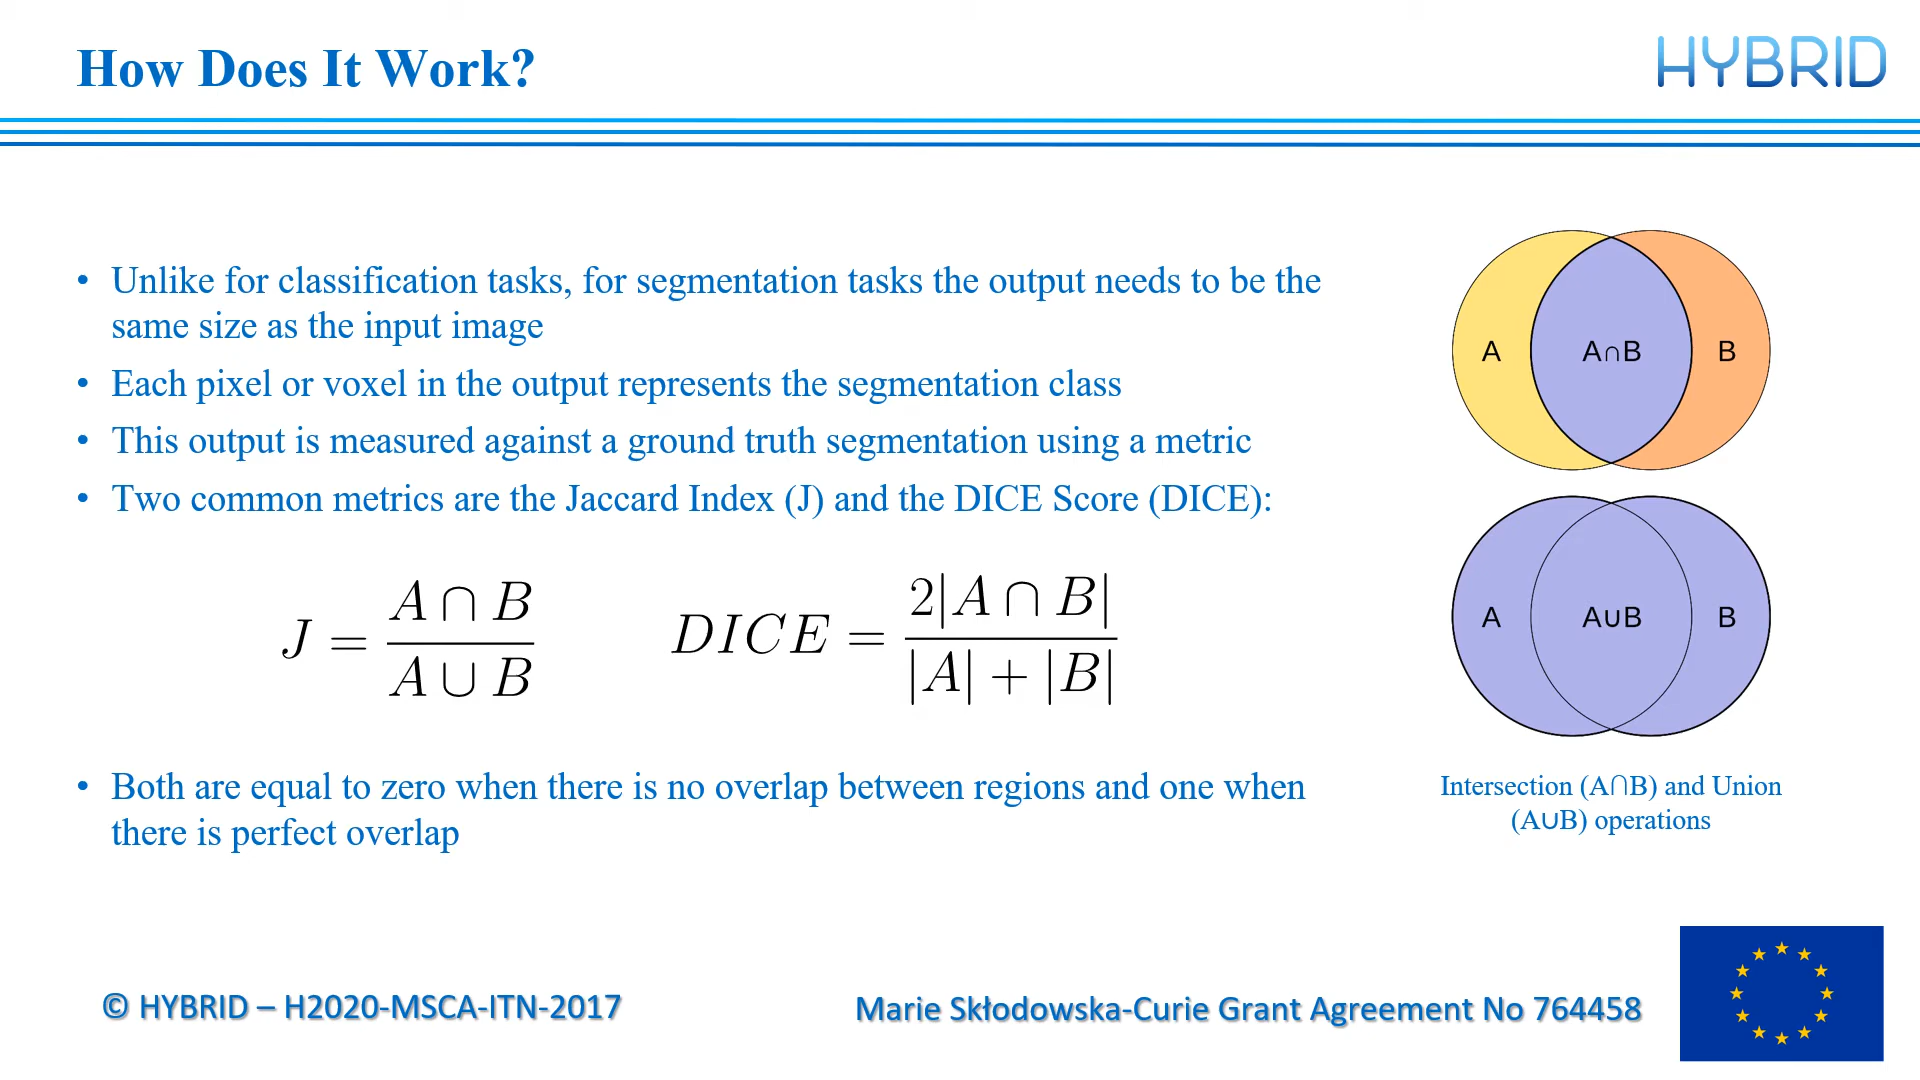 How Does It Work?
HYBRID
• Unlike for classification tasks, for segmentation tasks the output needs to be the
same size as the input image
• Each pixel or voxel in the output represents the segmentation class
• This output is measured against a ground truth segmentation using a metric
• Two common metrics are the Jaccard Index (J) and the DICE Score (DICE):
J = \frac{A ∩ B}{A ∪ B}
DICE = \frac{2|A ∩ B|}{|A| + |B|}
• Both are equal to zero when there is no overlap between regions and one when
there is perfect overlap
A A∩B B
A A∪B B
Intersection (A∩B) and Union
(A∪B) operations
© HYBRID – H2020-MSCA-ITN-2017
Marie Skłodowska-Curie Grant Agreement No 764458